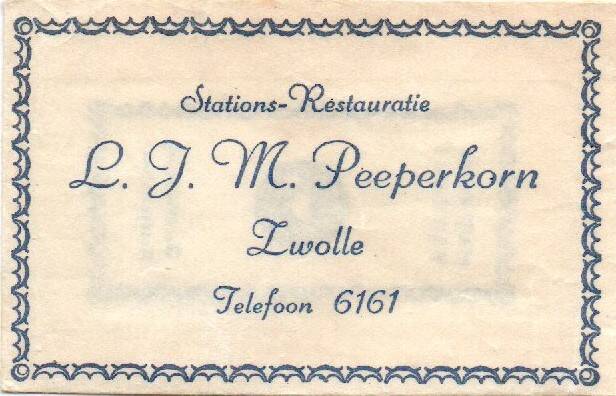 Stations-Restauratie
L. J. M. Peeperkorn
Zwolle
Telefoon 6161